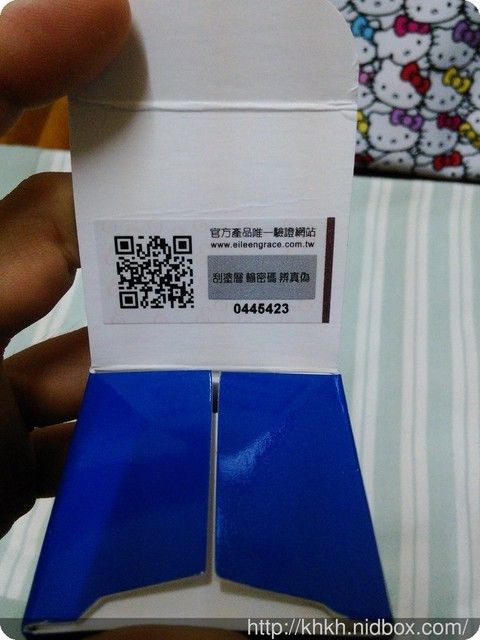 官方產品唯一驗證網站
www.eileengrace.com.tw
刮塗層 輸密碼 辨真偽
0445423
http://khkh.nidbox.com/